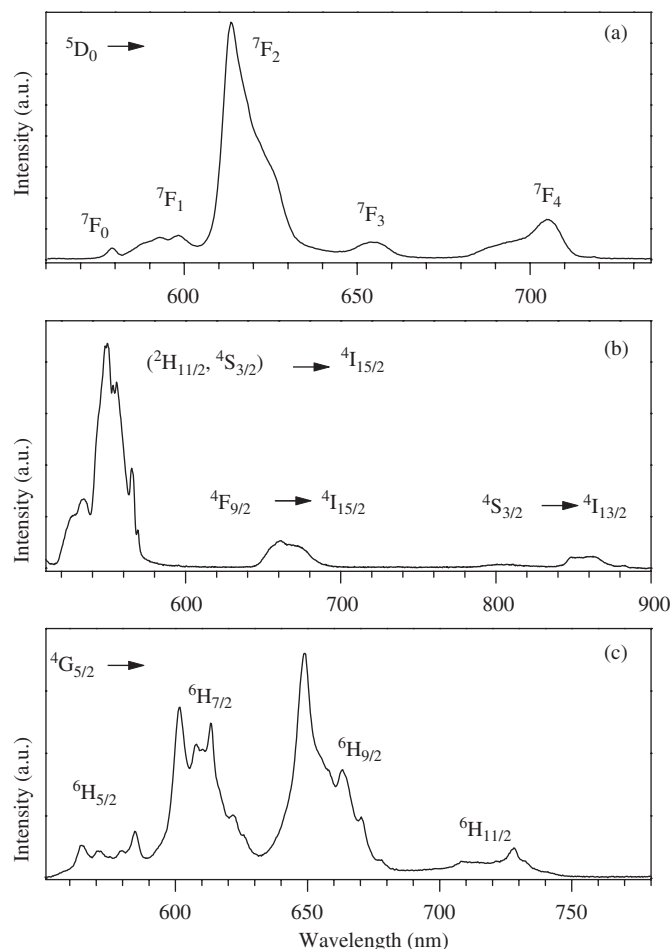 (a)
⁵D₀ → ⁷F₂
⁷F₀ ⁷F₁ ⁷F₃ ⁷F₄
Intensity (a.u.)
600 650 700
(b)
(²H₁₁/₂, ⁴S₃/₂) → ⁴I₁₅/₂
⁴F₉/₂ → ⁴I₁₅/₂ ⁴S₃/₂ → ⁴I₁₃/₂
Intensity (a.u.)
600 700 800 900
(c)
⁴G₅/₂ →
⁶H₇/₂
⁶H₅/₂ ⁶H₉/₂
⁶H₁₁/₂
Intensity (a.u.)
600 650 700 750
Wavelength (nm)